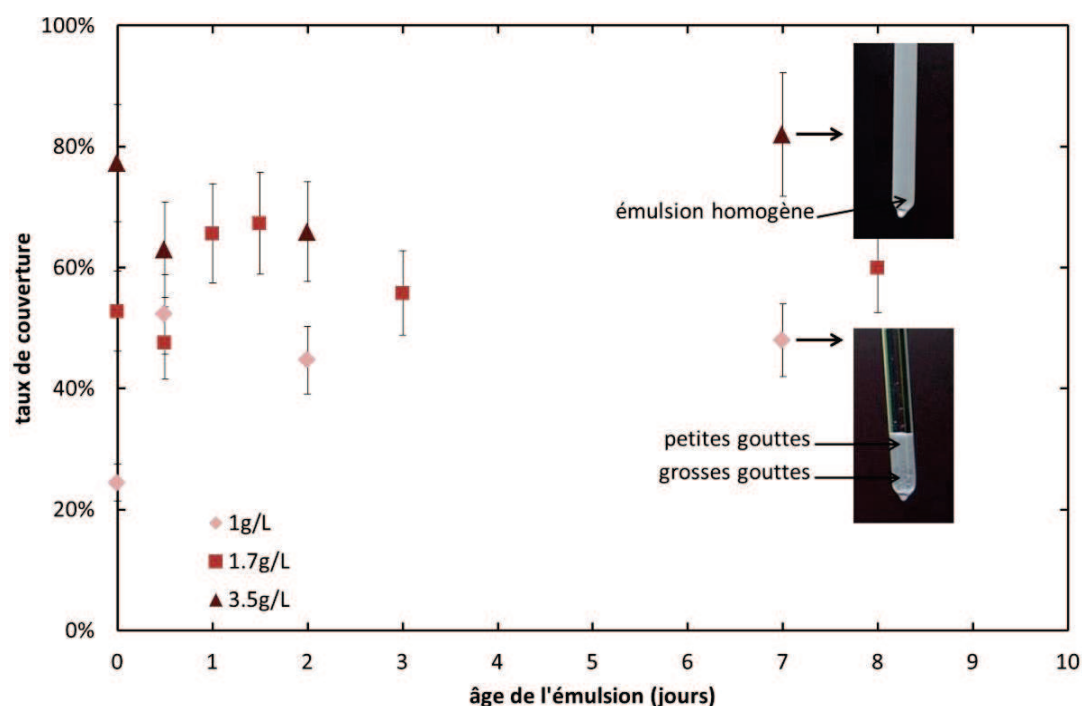 100%
80%
60%
40%
20%
0%
taux de couverture
émulsion homogène
petites gouttes
grosses gouttes
1g/L
1.7g/L
3.5g/L
0 1 2 3 4 5 6 7 8 9 10
âge de l'émulsion (jours)